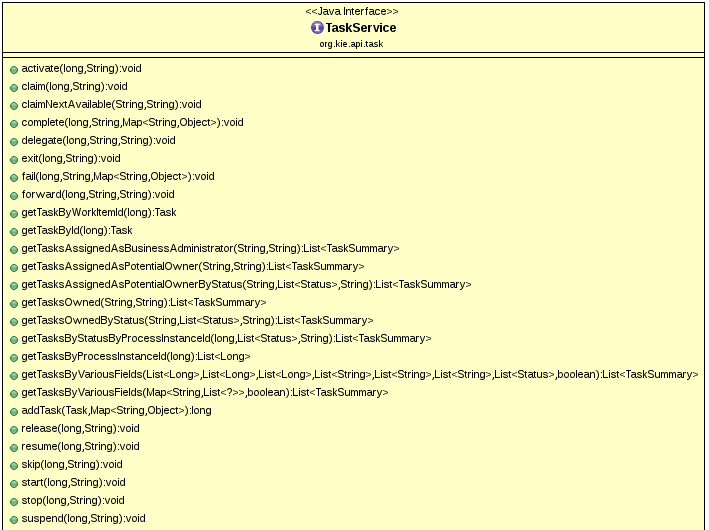 <<Java Interface>>
I TaskService
org.kie.api.task
activate(long,String):void
claim(long,String):void
claimNextAvailable(String,String):void
complete(long,String,Map<String,Object>):void
delegate(long,String,String):void
exit(long,String):void
fail(long,String,Map<String,Object>):void
forward(long,String,String):void
getTaskByWorkItemId(long):Task
getTaskById(long):Task
getTasksAssignedAsBusinessAdministrator(String,String):List<TaskSummary>
getTasksAssignedAsPotentialOwner(String,String):List<TaskSummary>
getTasksAssignedAsPotentialOwnerByStatus(String,List<Status>,String):List<TaskSummary>
getTasksOwned(String,String):List<TaskSummary>
getTasksOwnedByStatus(String,List<Status>,String):List<TaskSummary>
getTasksByStatusByProcessInstanceId(long,List<Status>,String):List<TaskSummary>
getTasksByProcessInstanceId(long):List<Long>
getTasksByVariousFields(List<Long>,List<Long>,List<Long>,List<String>,List<String>,List<String>,List<Status>,boolean):List<TaskSummary>
getTasksByVariousFields(Map<String,List<?>>,boolean):List<TaskSummary>
addTask(Task,Map<String,Object>):long
release(long,String):void
resume(long,String):void
skip(long,String):void
start(long,String):void
stop(long,String):void
suspend(long,String):void